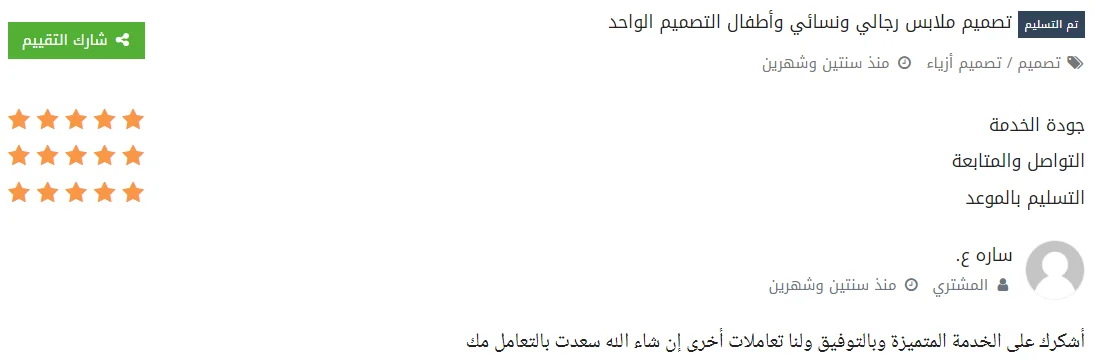 تم التسليم تصميم ملابس رجالي ونسائي وأطفال التصميم الواحد
شارك التقييم
تصميم / تصميم أزياء منذ سنتين وشهرين
جودة الخدمة
التواصل والمتابعة
التسليم بالموعد
ساره ع.
المشتري منذ سنتين وشهرين
أشكرك على الخدمة المتميزة وبالتوفيق ولنا تعاملات أخرى إن شاء الله سعدت بالتعامل مك